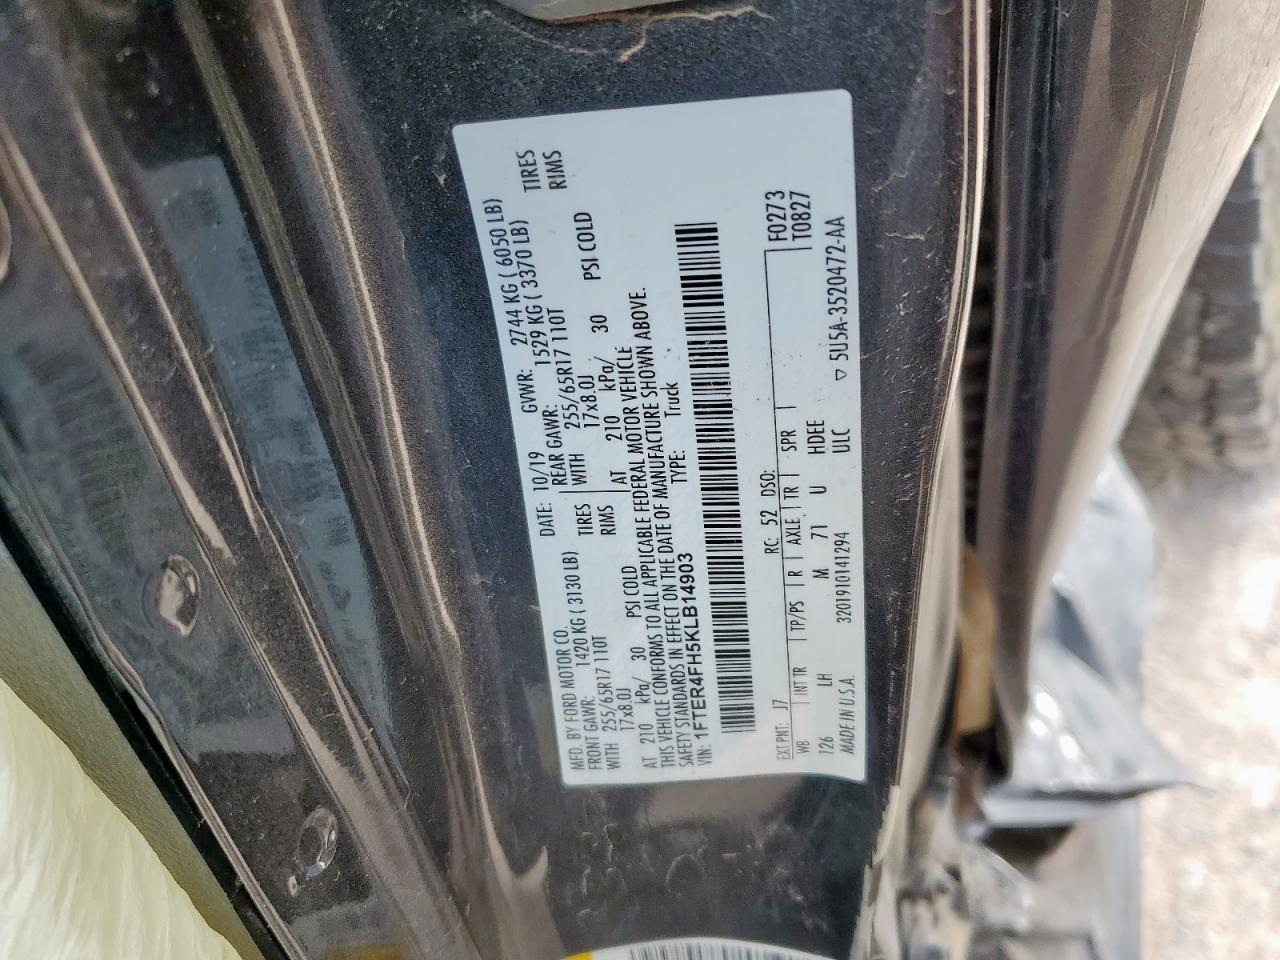 MFD. BY FORD MOTOR CO.
DATE: 10/19 GVWR: 2744 KG ( 6050 LB)
FRONT GAWR: 1420 KG ( 3130 LB) REAR GAWR: 1529 KG ( 3370 LB)
WITH 255/65R17 110T TIRES WITH 255/65R17 110T TIRES
17x8.0J RIMS 17x8.0J RIMS
AT 210 kPa/ 30 PSI COLD AT 210 kPa/ 30 PSI COLD
THIS VEHICLE CONFORMS TO ALL APPLICABLE FEDERAL MOTOR VEHICLE
SAFETY STANDARDS IN EFFECT ON THE DATE OF MANUFACTURE SHOWN ABOVE.
VIN: 1FTER4FH5KLB14903 TYPE: Truck
EXT PNT: J7 RC: 52 DSO: F0273
WB INT TR TP/PS R AXLE TR SPR T0827
126 LH M 71 U HDEE
MADE IN U.S.A. 3201910141294 ULC ▽ 5U5A-3520472-AA